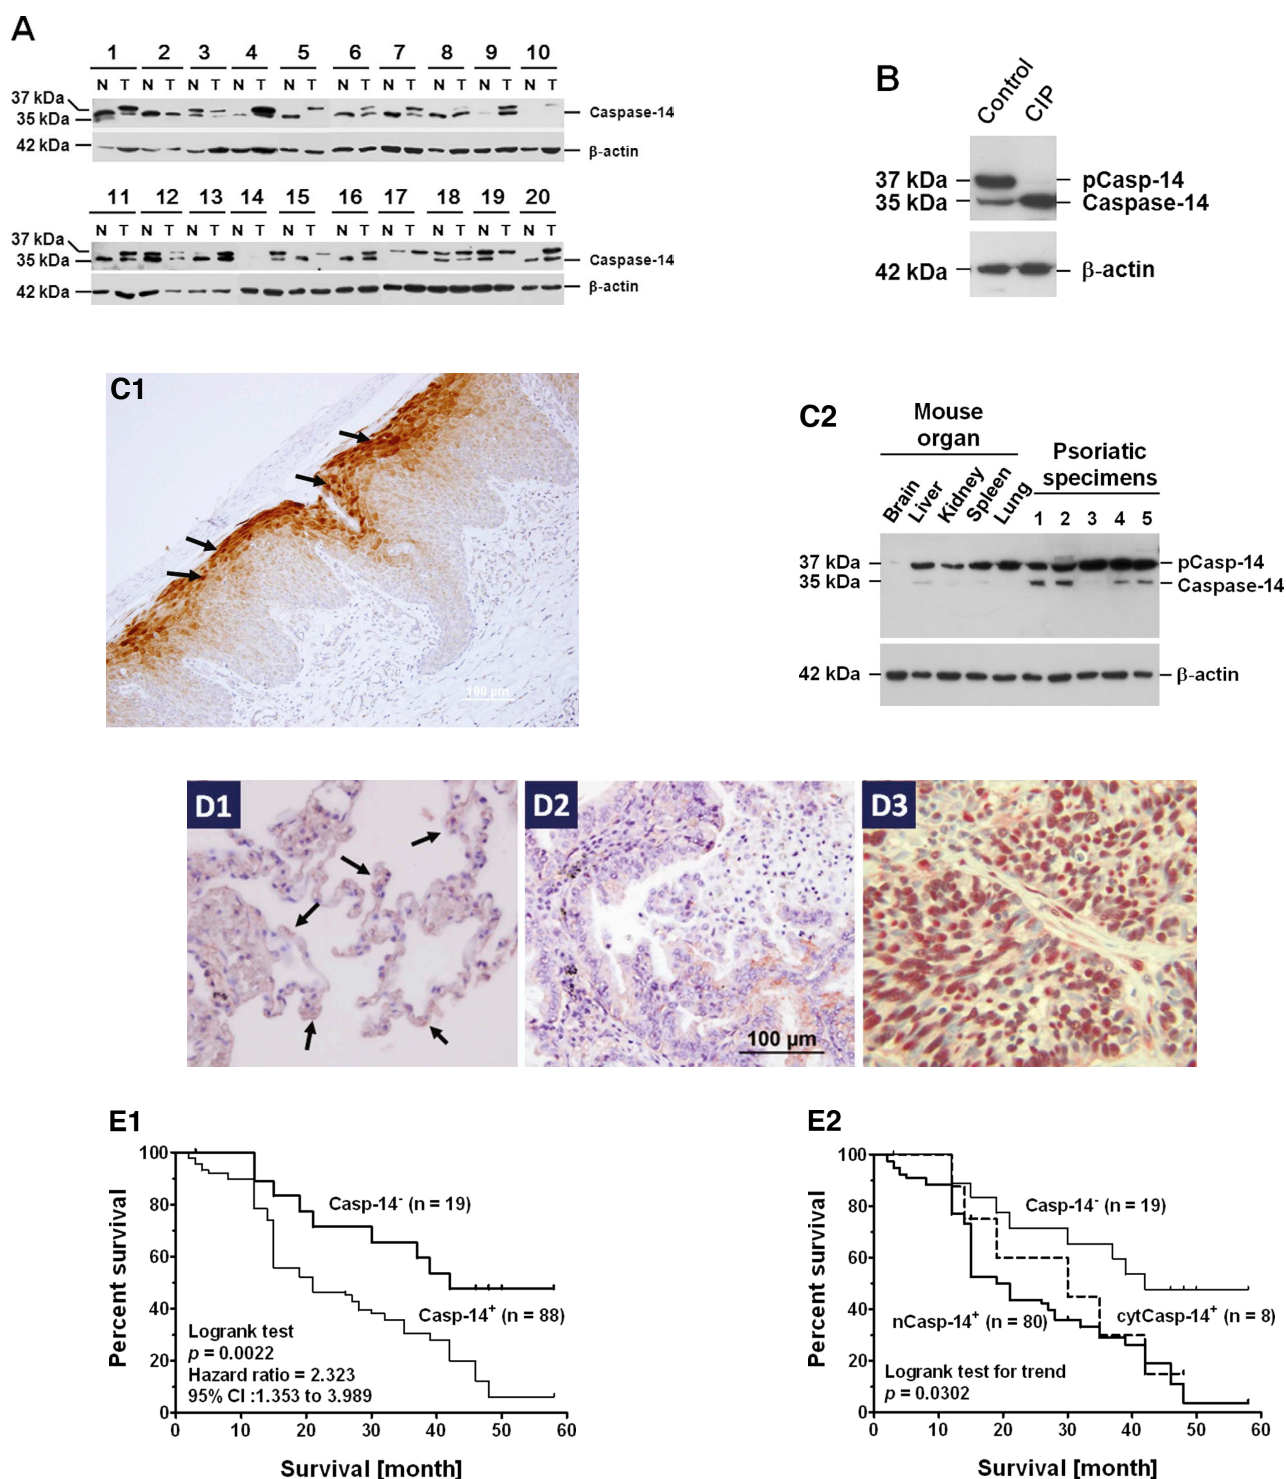 A
1 2 3 4 5 6 7 8 9 10
N T N T N T N T N T N T N T N T N T N T
37 kDa
35 kDa
Caspase-14
42 kDa
β-actin
11 12 13 14 15 16 17 18 19 20
N T N T N T N T N T N T N T N T N T N T
37 kDa
35 kDa
Caspase-14
42 kDa
β-actin
B
Control
CIP
37 kDa
pCasp-14
35 kDa
Caspase-14
42 kDa
β-actin
C1
100 µm
C2
Mouse
organ
Psoriatic
specimens
Brain
Liver
Kidney
Spleen
Lung
1 2 3 4 5
37 kDa
pCasp-14
35 kDa
Caspase-14
42 kDa
β-actin
D1
D2
100 µm
D3
E1
Percent survival
100
80
60
40
20
0
Casp-14⁻ (n = 19)
Casp-14⁺ (n = 88)
Logrank test
p = 0.0022
Hazard ratio = 2.323
95% CI :1.353 to 3.989
0 10 20 30 40 50 60
Survival [month]
E2
Percent survival
100
80
60
40
20
0
Casp-14⁻ (n = 19)
nCasp-14⁺ (n = 80)
cytCasp-14⁺ (n = 8)
Logrank test for trend
p = 0.0302
0 10 20 30 40 50 60
Survival [month]